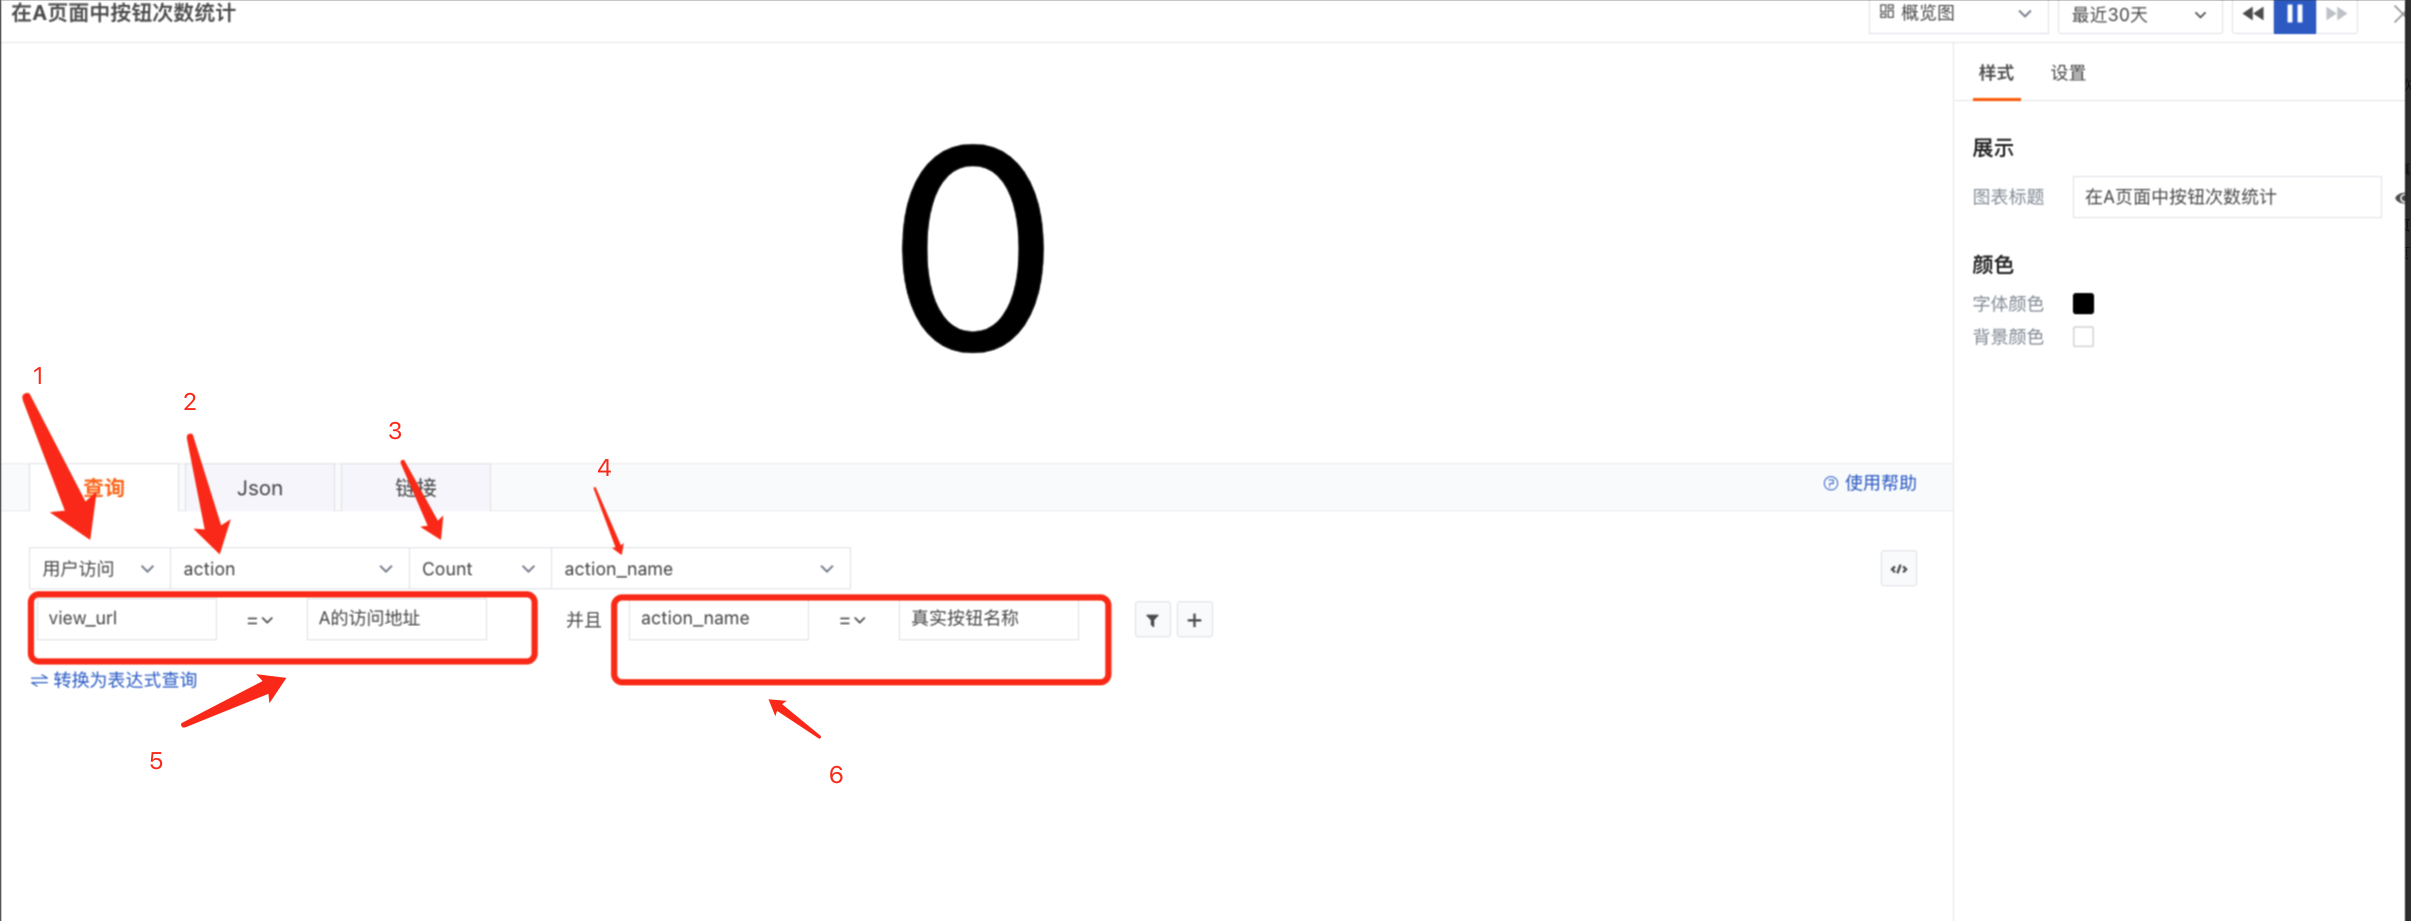 在A页面中按钮次数统计
概览图
最近30天
样式 设置
0
展示
图表标题 在A页面中按钮次数统计
颜色
字体颜色
背景颜色
1
2
3
4
查询 Json 链接
使用帮助
用户访问 action Count action_name
view_url = A的访问地址 并且 action_name = 真实按钮名称
转换为表达式查询
5
6